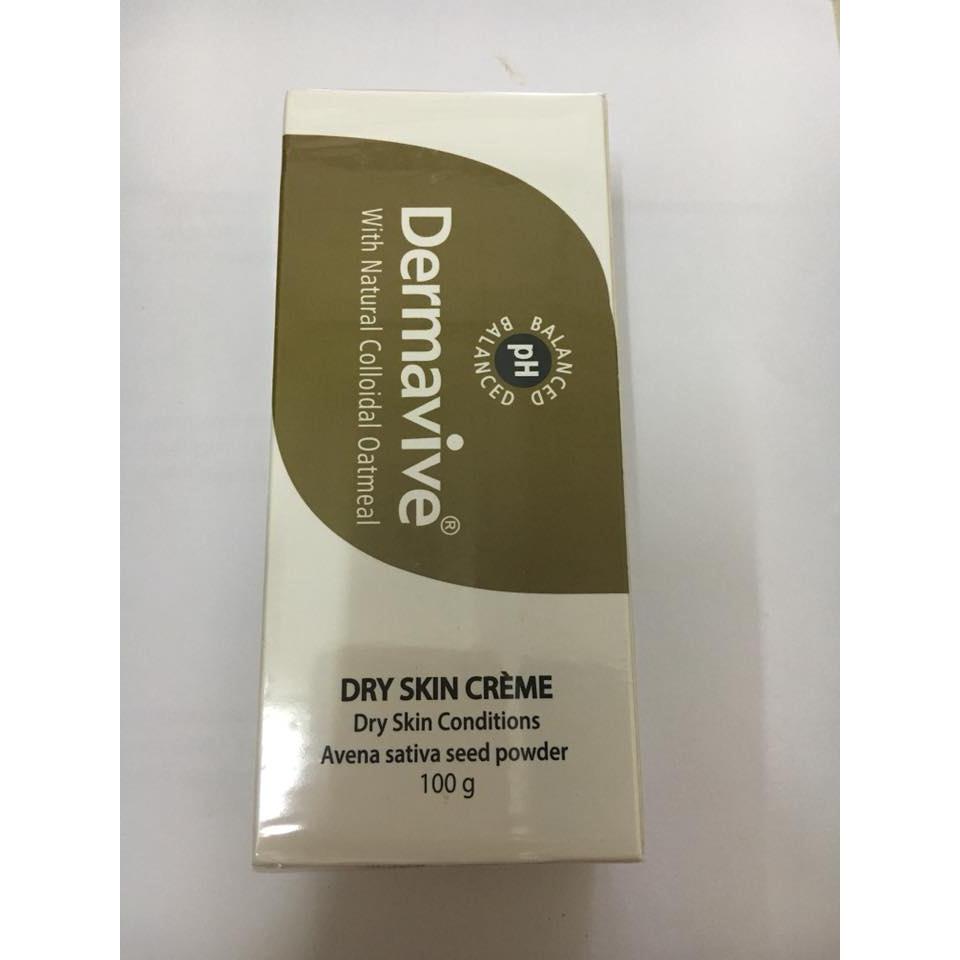 Dermavive®
With Natural Colloidal Oatmeal
BALANCED
pH
BALANCED
DRY SKIN CRÈME
Dry Skin Conditions
Avena sativa seed powder
100 g